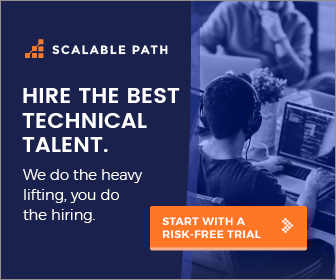 SCALABLE PATH
HIRE THE BEST
TECHNICAL
TALENT.
We do the heavy
lifting, you do
the hiring.
START WITH A
RISK-FREE TRIAL